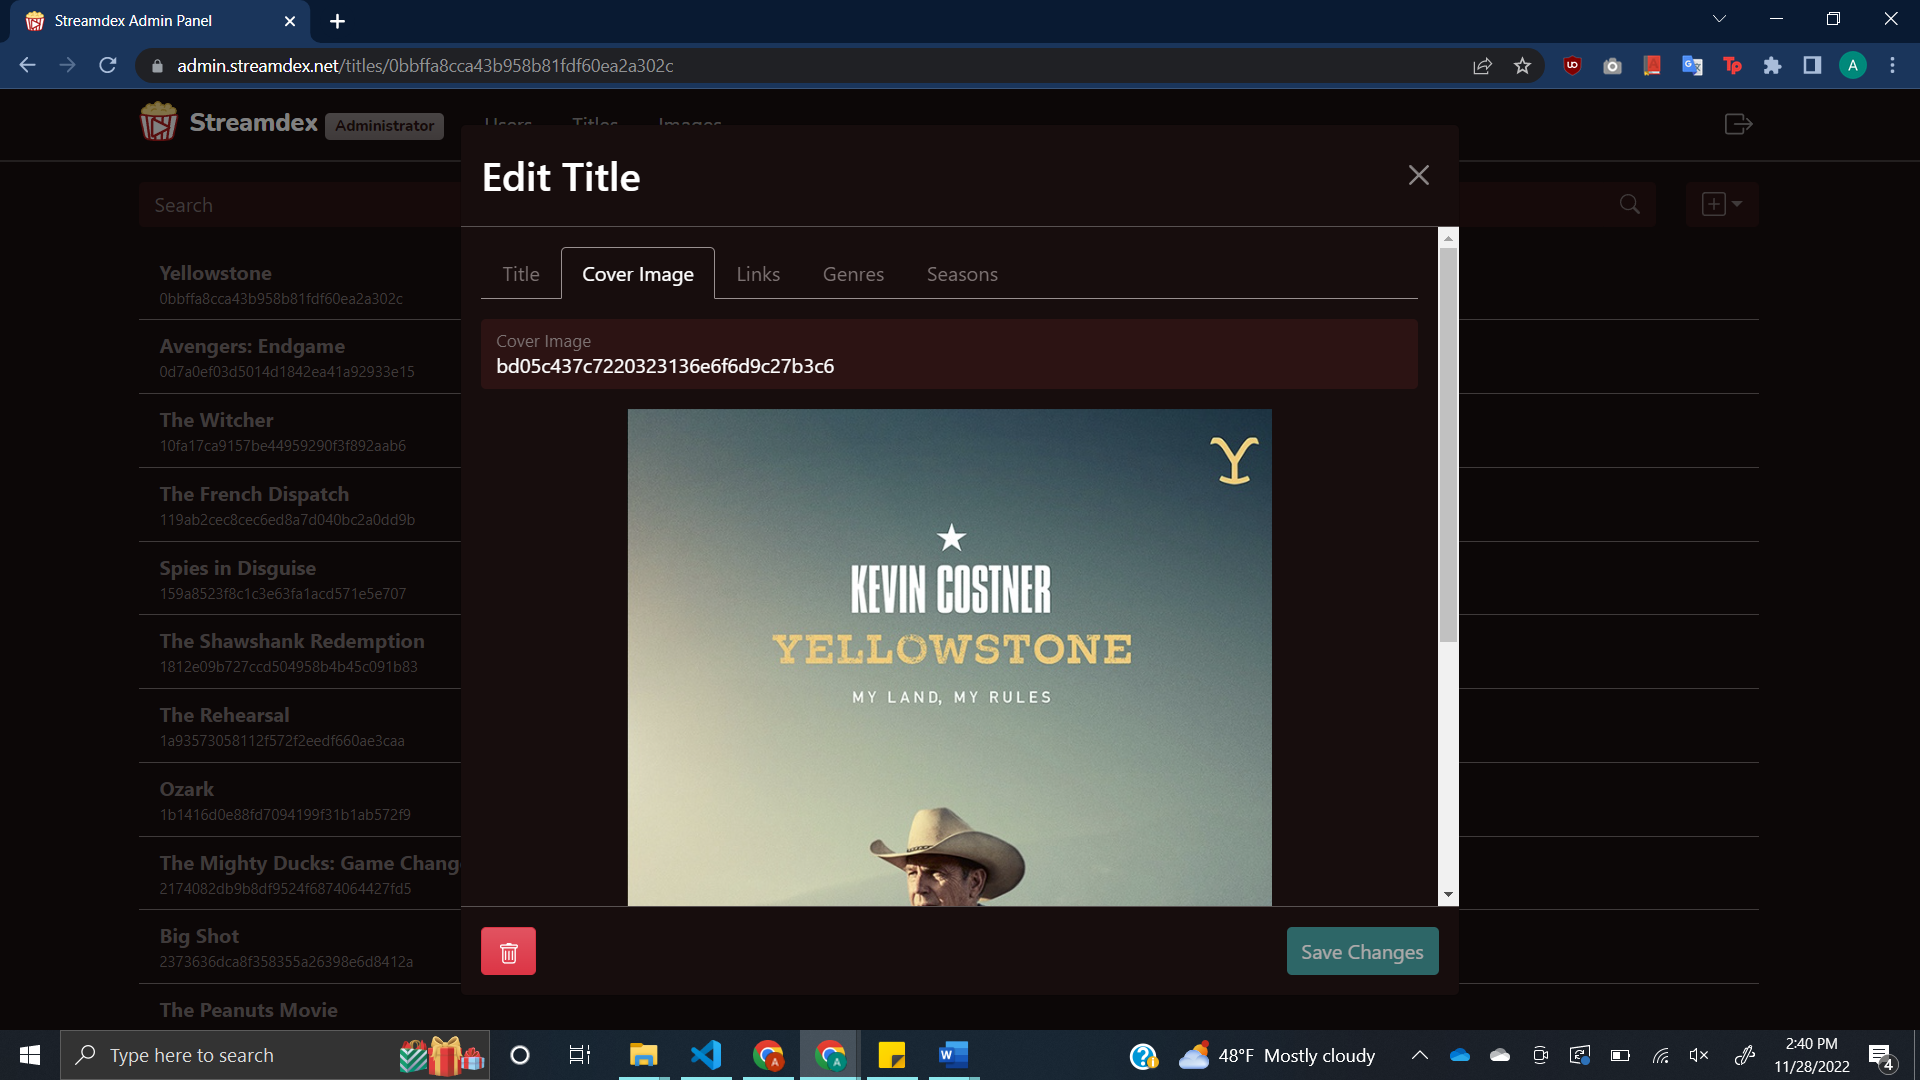 Streamdex Admin Panel
admin.streamdex.net/titles/0bbffa8cca43b958b81fdf60ea2a302c
Streamdex Administrator Users Titles Images
Edit Title
Search
Title Cover Image Links Genres Seasons
Cover Image
bd05c437c7220323136e6f6d9c27b3c6
Y
KEVIN COSTNER
YELLOWSTONE
MY LAND, MY RULES
Yellowstone
0bbffa8cca43b958b81fdf60ea2a302c
Avengers: Endgame
0d7a0ef03d5014d1842ea41a92933e15
The Witcher
10fa17ca9157be44959290f3f892aab6
The French Dispatch
119ab2cec8cec6ed8a7d040bc2a0dd9b
Spies in Disguise
159a8523f8c1c3e63fa1acd571e5e707
The Shawshank Redemption
1812e09b727ccd504958b4b45c091b83
The Rehearsal
1a93573058112f572f2eedf660ae3caa
Ozark
1b1416d0e88fd7094199f31b1ab572f9
The Mighty Ducks: Game Chang
2174082db9b8df9524f6874064427fd5
Big Shot
2373636dca8f358355a26398e6d8412a
The Peanuts Movie
Save Changes
Type here to search
48°F Mostly cloudy
2:40 PM
11/28/2022
4